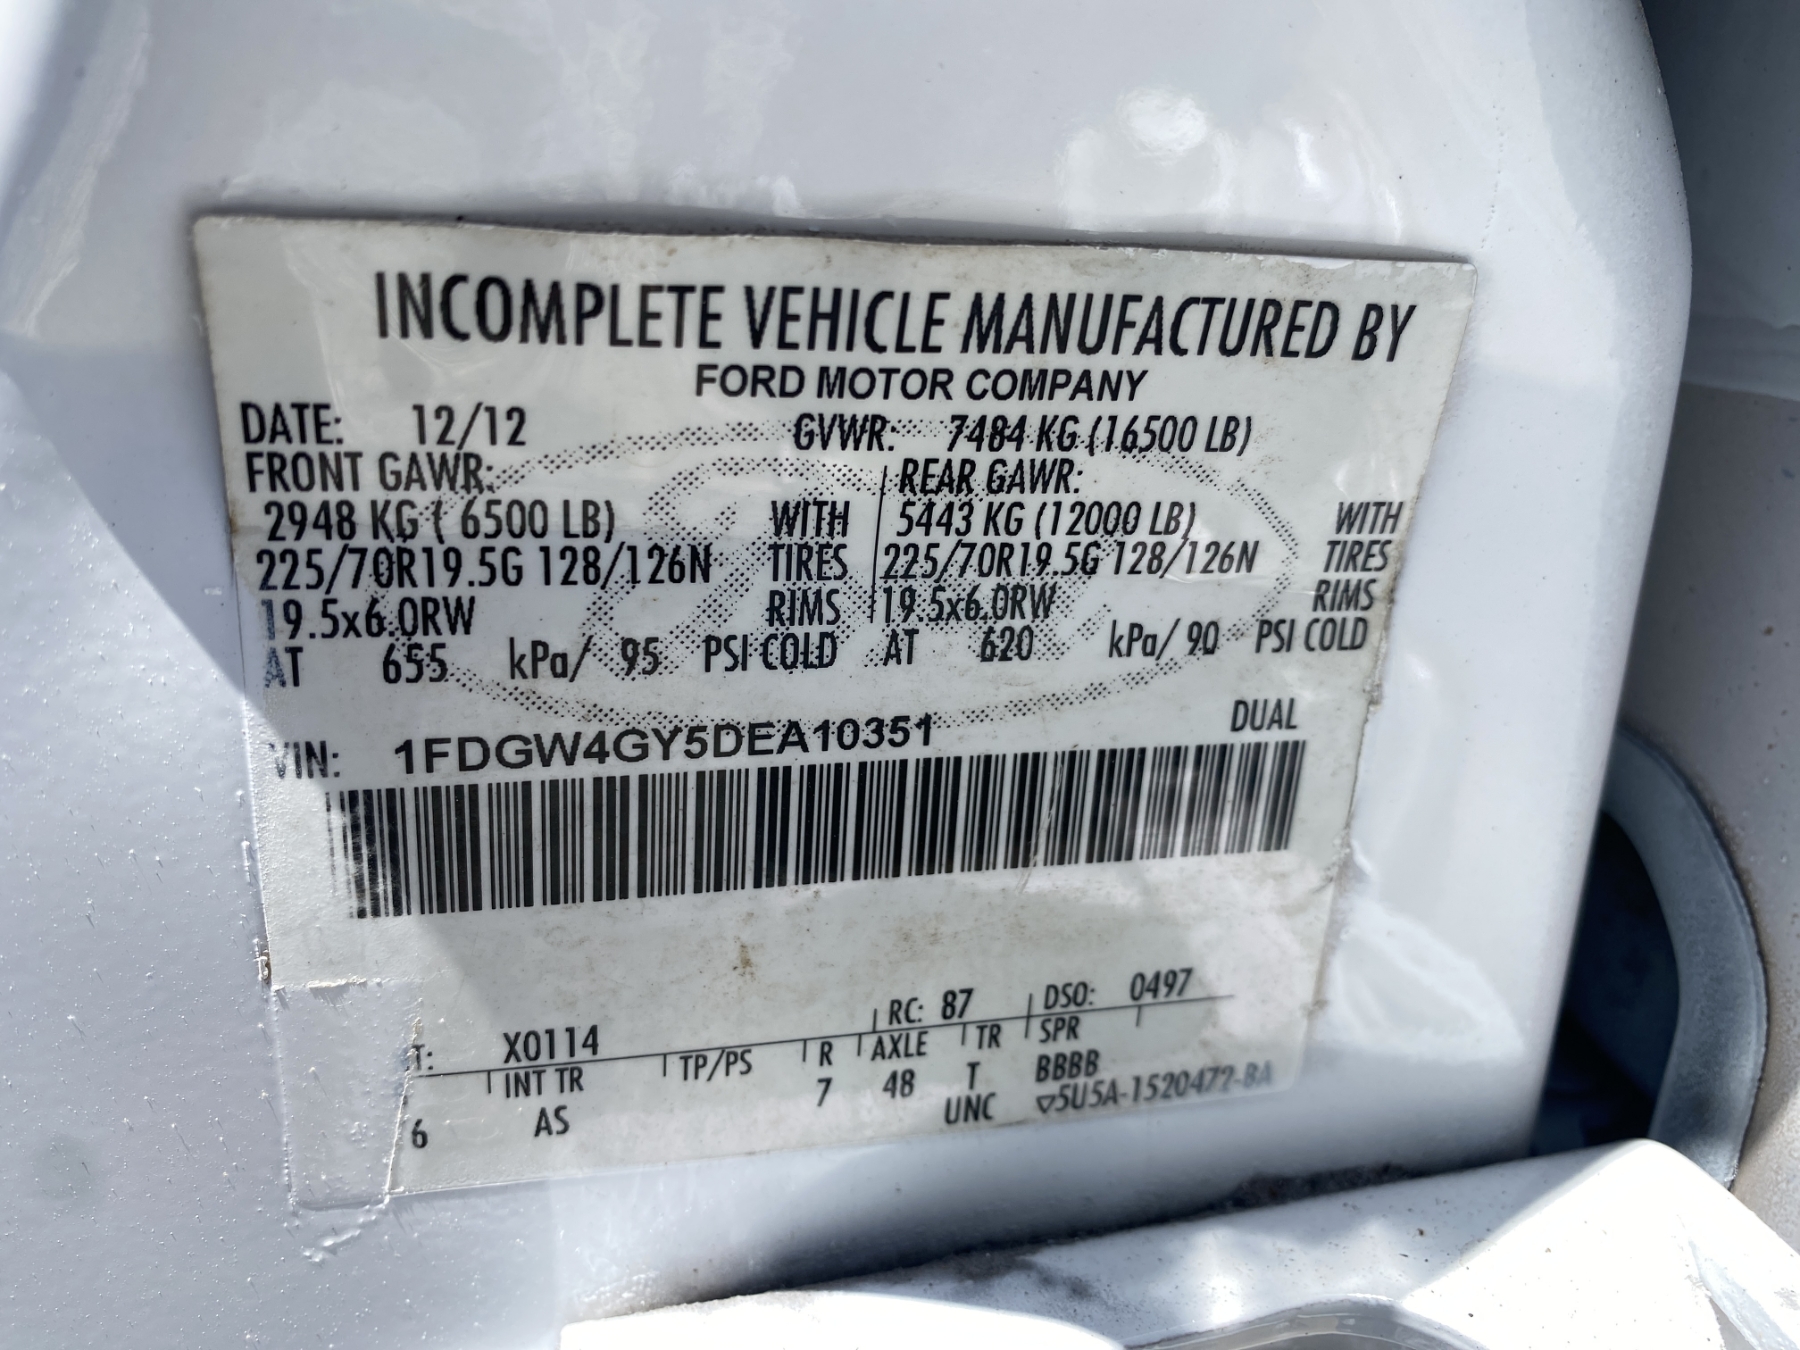 INCOMPLETE VEHICLE MANUFACTURED BY
FORD MOTOR COMPANY
DATE: 12/12 GVWR: 7484 KG (16500 LB)
FRONT GAWR: REAR GAWR:
2948 KG ( 6500 LB) WITH 5443 KG (12000 LB) WITH
225/70R19.5G 128/126N TIRES 225/70R19.5G 128/126N TIRES
19.5x6.0RW RIMS 19.5x6.0RW RIMS
AT 655 kPa/ 95 PSI COLD AT 620 kPa/ 90 PSI COLD
VIN: 1FDGW4GY5DEA10351 DUAL
T: X0114 RC: 87 DSO: 0497
INT TR TP/PS R AXLE TR SPR
6 AS 7 48 T BBBB
UNC ▽5U5A-1520472-BA